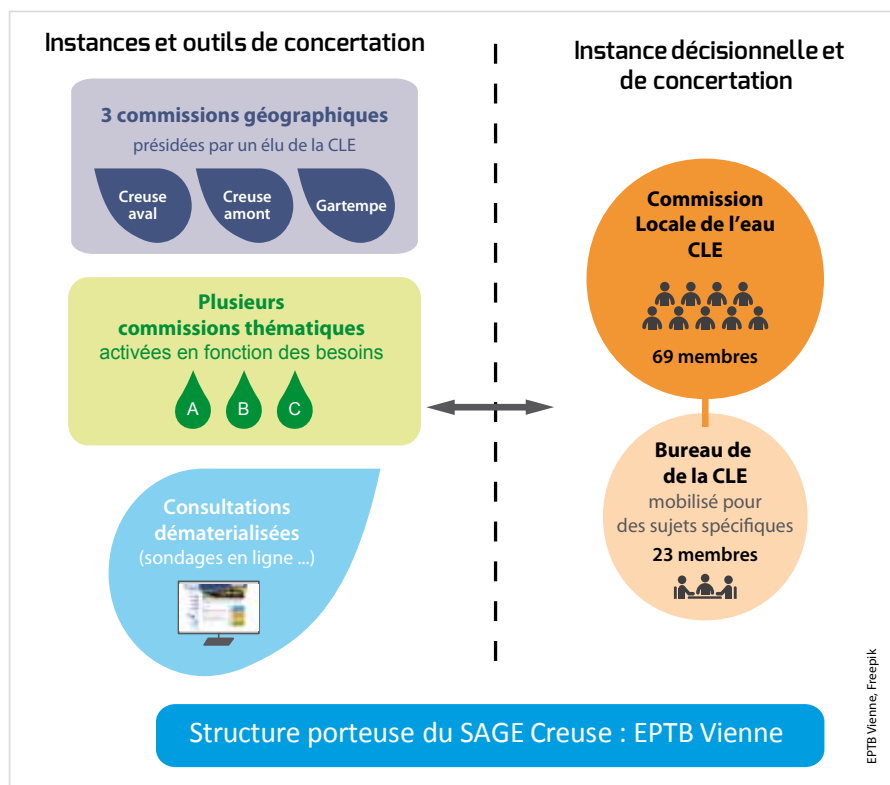 Instances et outils de concertation
3 commissions géographiques
présidées par un élu de la CLE
Creuse
aval
Creuse
amont
Gartempe
Plusieurs
commissions thématiques
activées en fonction des besoins
A
B
C
Consultations
dématerialisées
(sondages en ligne ...)
Instance décisionnelle et
de concertation
Commission
Locale de l'eau
CLE
69 membres
Bureau de
de la CLE
mobilisé pour
des sujets spécifiques
23 membres
Structure porteuse du SAGE Creuse : EPTB Vienne
EPTB Vienne, Freepik